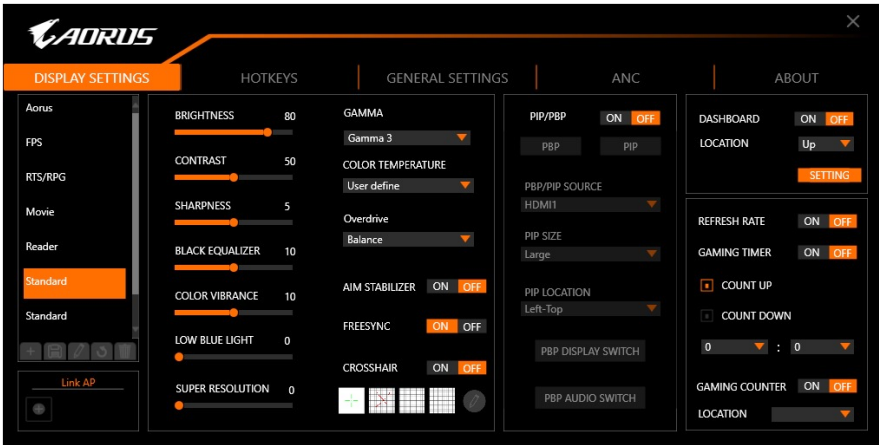 AORUS
DISPLAY SETTINGS
HOTKEYS
GENERAL SETTINGS
ANC
ABOUT
Aorus
FPS
RTS/RPG
Movie
Reader
Standard
Standard
Link AP
BRIGHTNESS 80
CONTRAST 50
SHARPNESS 5
BLACK EQUALIZER 10
COLOR VIBRANCE 10
LOW BLUE LIGHT 0
SUPER RESOLUTION 0
GAMMA
Gamma 3
COLOR TEMPERATURE
User define
Overdrive
Balance
AIM STABILIZER ON OFF
FREESYNC ON OFF
CROSSHAIR ON OFF
PIP/PBP ON OFF
PBP PIP
PBP/PIP SOURCE
HDMI1
PIP SIZE
Large
PIP LOCATION
Left-Top
PBP DISPLAY SWITCH
PBP AUDIO SWITCH
DASHBOARD ON OFF
LOCATION Up
SETTING
REFRESH RATE ON OFF
GAMING TIMER ON OFF
COUNT UP
COUNT DOWN
0 : 0
GAMING COUNTER ON OFF
LOCATION